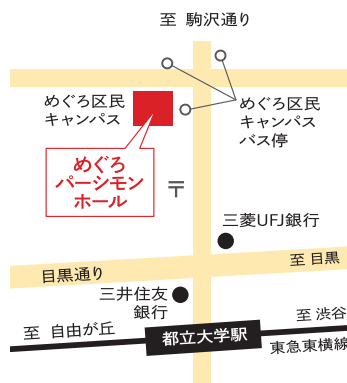 至 駒沢通り
めぐろ区民
キャンパス
めぐろ区民
キャンパス
バス停
めぐろ
パーシモン
ホール
〒
三菱UFJ銀行
目黒通り
至 目黒
三井住友
銀行
至 自由が丘
都立大学駅
至 渋谷
東急東横線